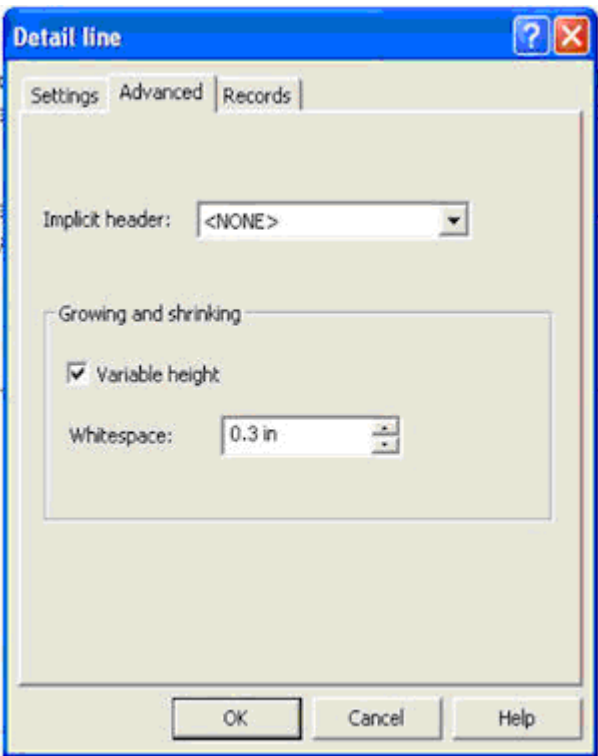 Detail line
Settings Advanced Records
Implicit header: <NONE>
Growing and shrinking
Variable height
Whitespace: 0.3 in
OK Cancel Help